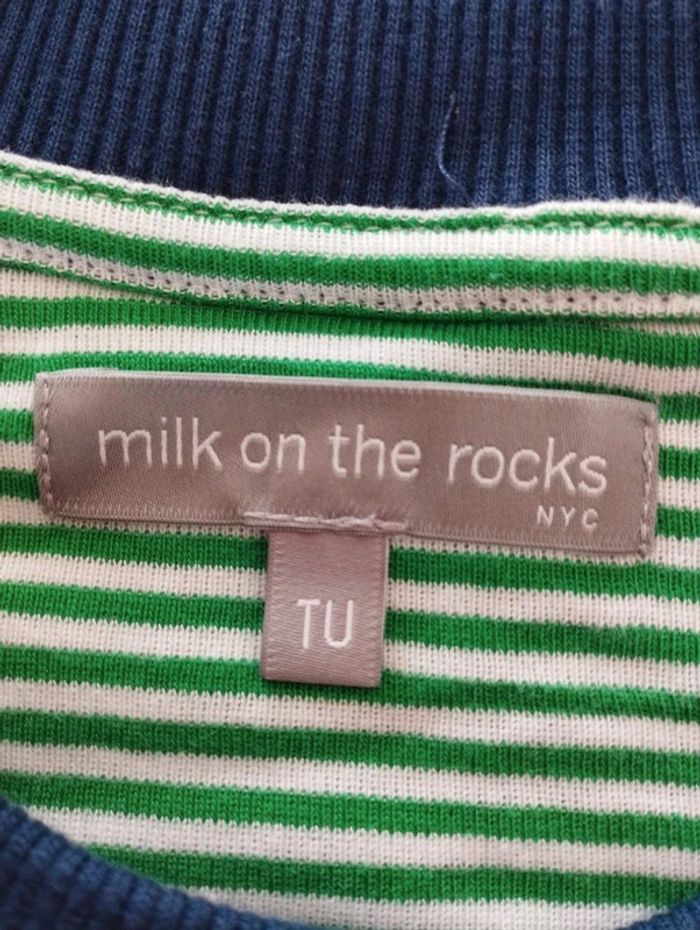 milk on the rocks
NYC
TU